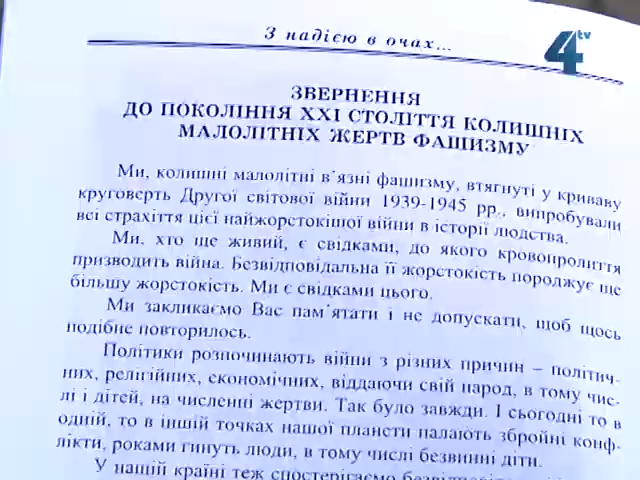 З надією в очах...
4 tv
ЗВЕРНЕННЯ
ДО ПОКОЛІННЯ ХХІ СТОЛІТТЯ КОЛИШНІХ
МАЛОЛІТНІХ ЖЕРТВ ФАШИЗМУ
Ми, колишні малолітні в'язні фашизму, втягнуті у криваву
круговерть Другої світової війни 1939-1945 рр., випробували
всі страхіття цієї найжорстокішої війни в історії людства.
Ми, хто ще живий, є свідками, до якого кровопролиття
призводить війна. Безвідповідальна її жорстокість породжує ще
більшу жорстокість. Ми є свідками цього.
Ми закликаємо Вас пам'ятати і не допускати, щоб щось
подібне повторилось.
Політики розпочинають війни з різних причин – політич-
них, релігійних, економічних, віддаючи свій народ, в тому чис-
лі і дітей, на численні жертви. Так було завжди. І сьогодні то в
одній, то в іншій точках нашої планети палають збройні конф-
лікти, роками гинуть люди, в тому числі безвинні діти.
У нашій країні теж спостерігаємо